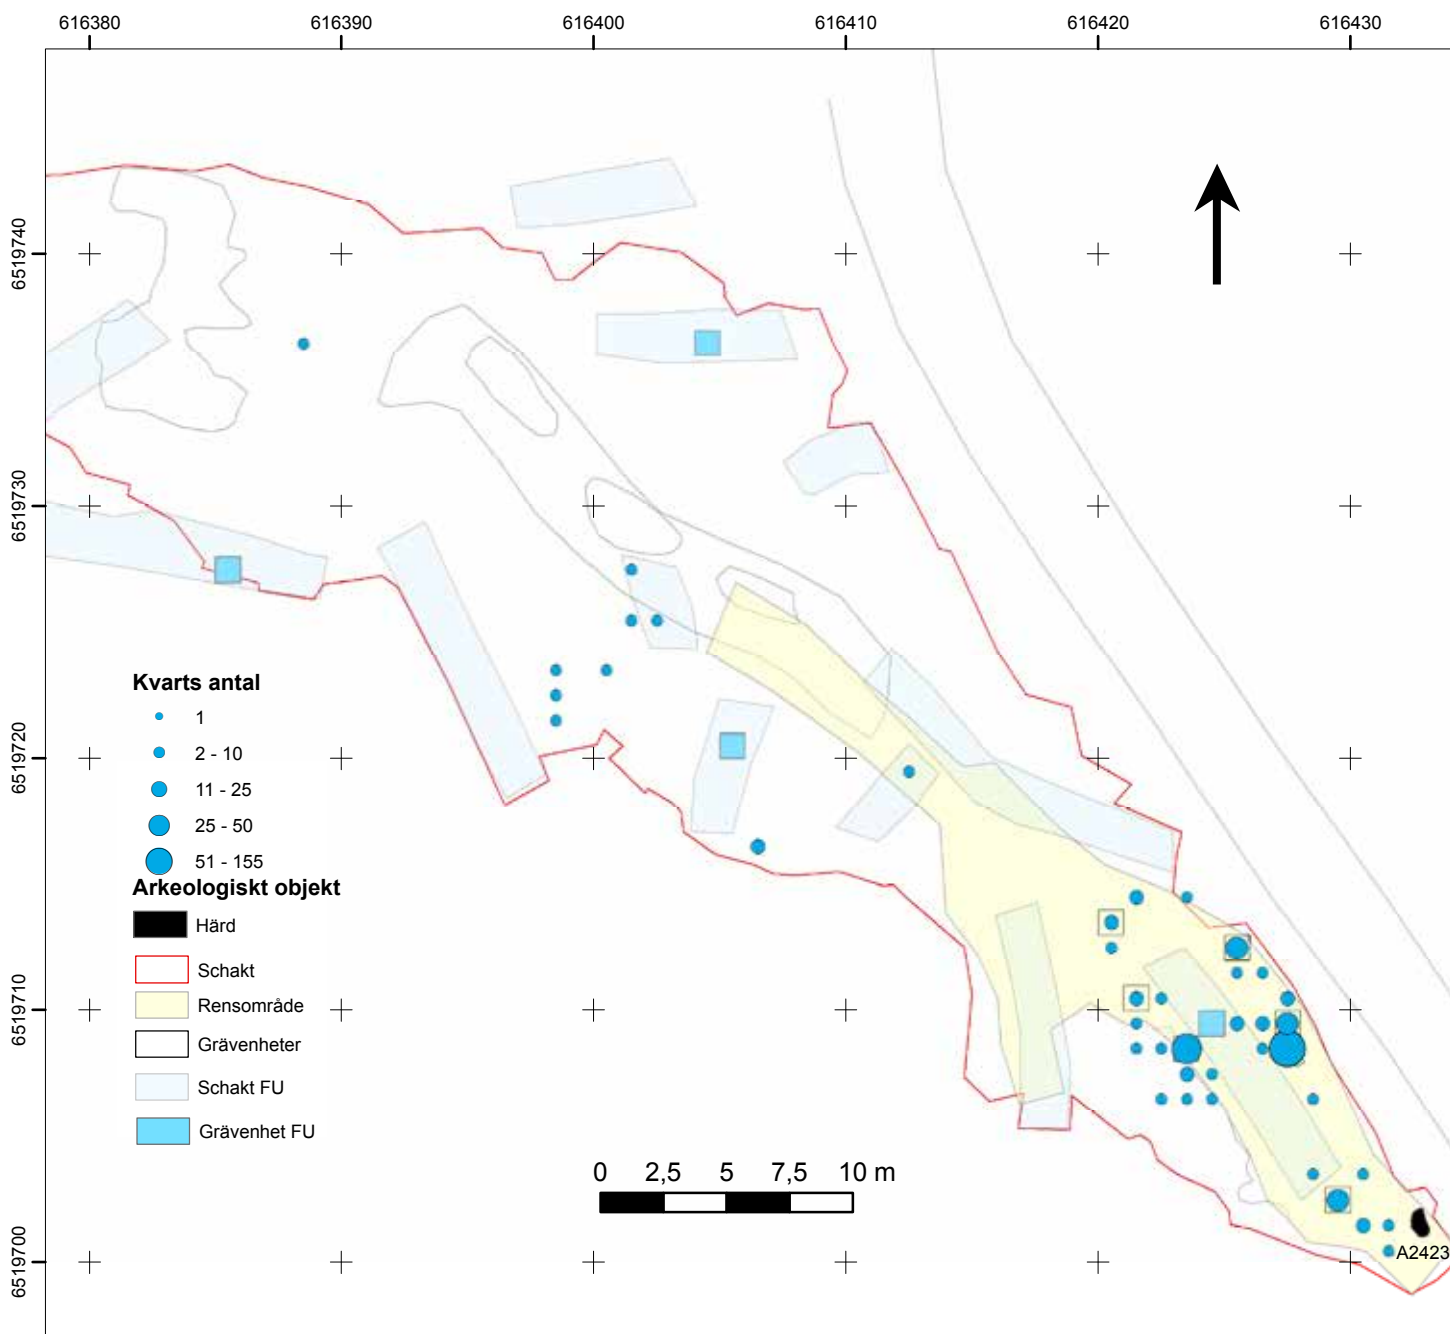 616380 616390 616400 616410 616420 616430
6519740
6519730
6519720
6519710
6519700
Kvarts antal
1
2 - 10
11 - 25
25 - 50
51 - 155
Arkeologiskt objekt
Härd
Schakt
Rensområde
Grävenheter
Schakt FU
Grävenhet FU
0 2,5 5 7,5 10 m
A2423